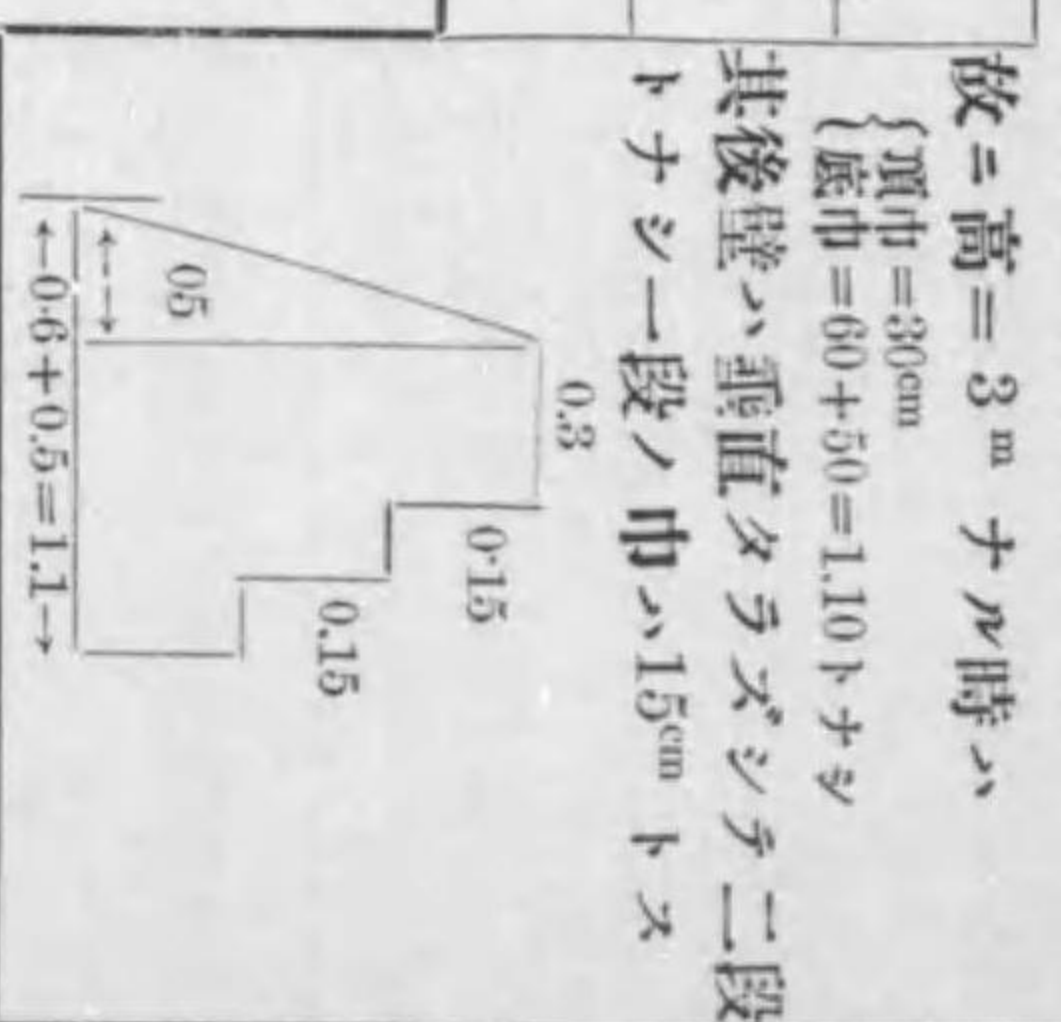 故ニ高＝3ᵐ ナル時ハ
{頂巾＝30cm
{底巾＝60＋50＝1.10トナシ
其後壁ハ垂直タラズシテ二段
トナシ一段ノ巾ハ15cm トス
0.3
0·15
0.15
05
←0·6＋0.5＝1.1→